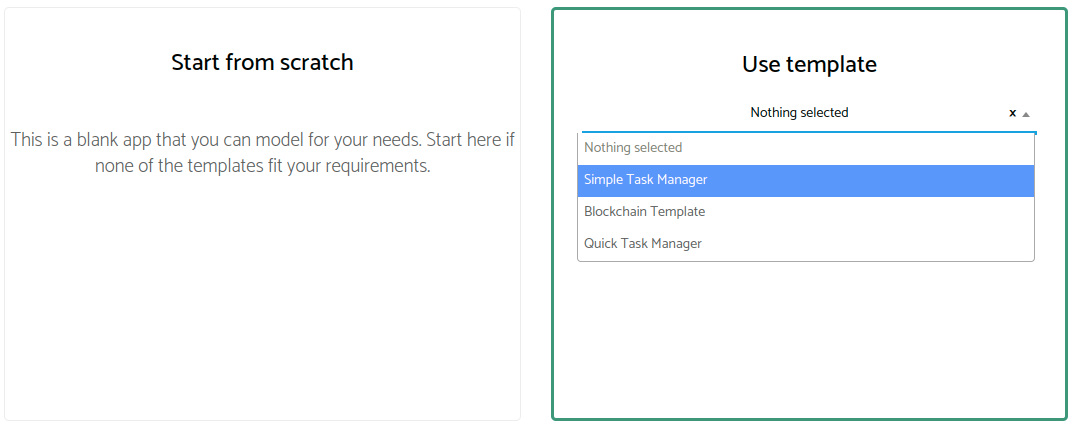 Start from scratch
This is a blank app that you can model for your needs. Start here if
none of the templates fit your requirements.
Use template
Nothing selected x
Nothing selected
Simple Task Manager
Blockchain Template
Quick Task Manager